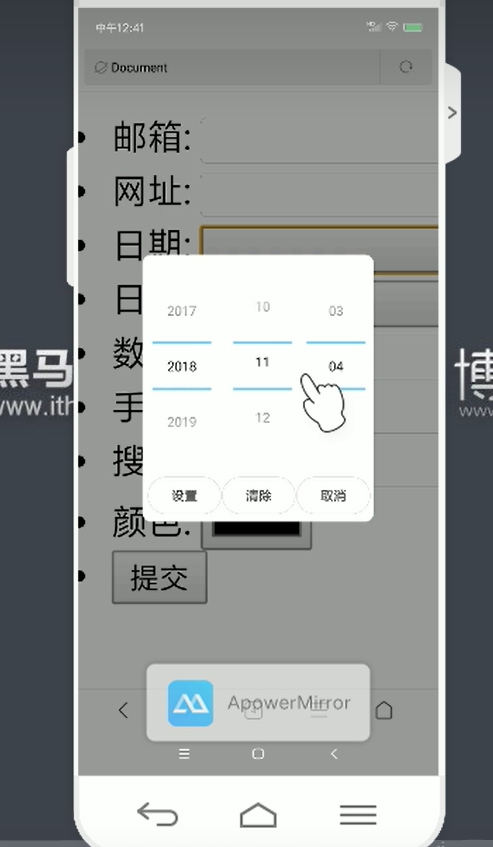 中午12:41
Document
邮箱:
网址:
日期:
日
2017 10 03
2018 11 04
2019 12
数
手
搜
设置 清除 取消
颜色:
提交
黑马
www.ith
博
www
ApowerMirror